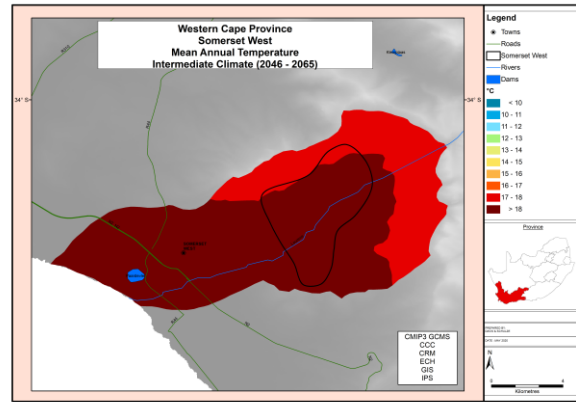 Western Cape Province
Somerset West
Mean Annual Temperature
Intermediate Climate (2046 - 2065)
34° S
34° S
CMIP3 GCMS
CCC
CRM
ECH
GIS
IPS
Legend
Towns
Roads
Somerset West
Rivers
Dams
°C
< 10
10 - 11
11 - 12
12 - 13
13 - 14
14 - 15
15 - 16
16 - 17
17 - 18
> 18
Province
N
Kilometres